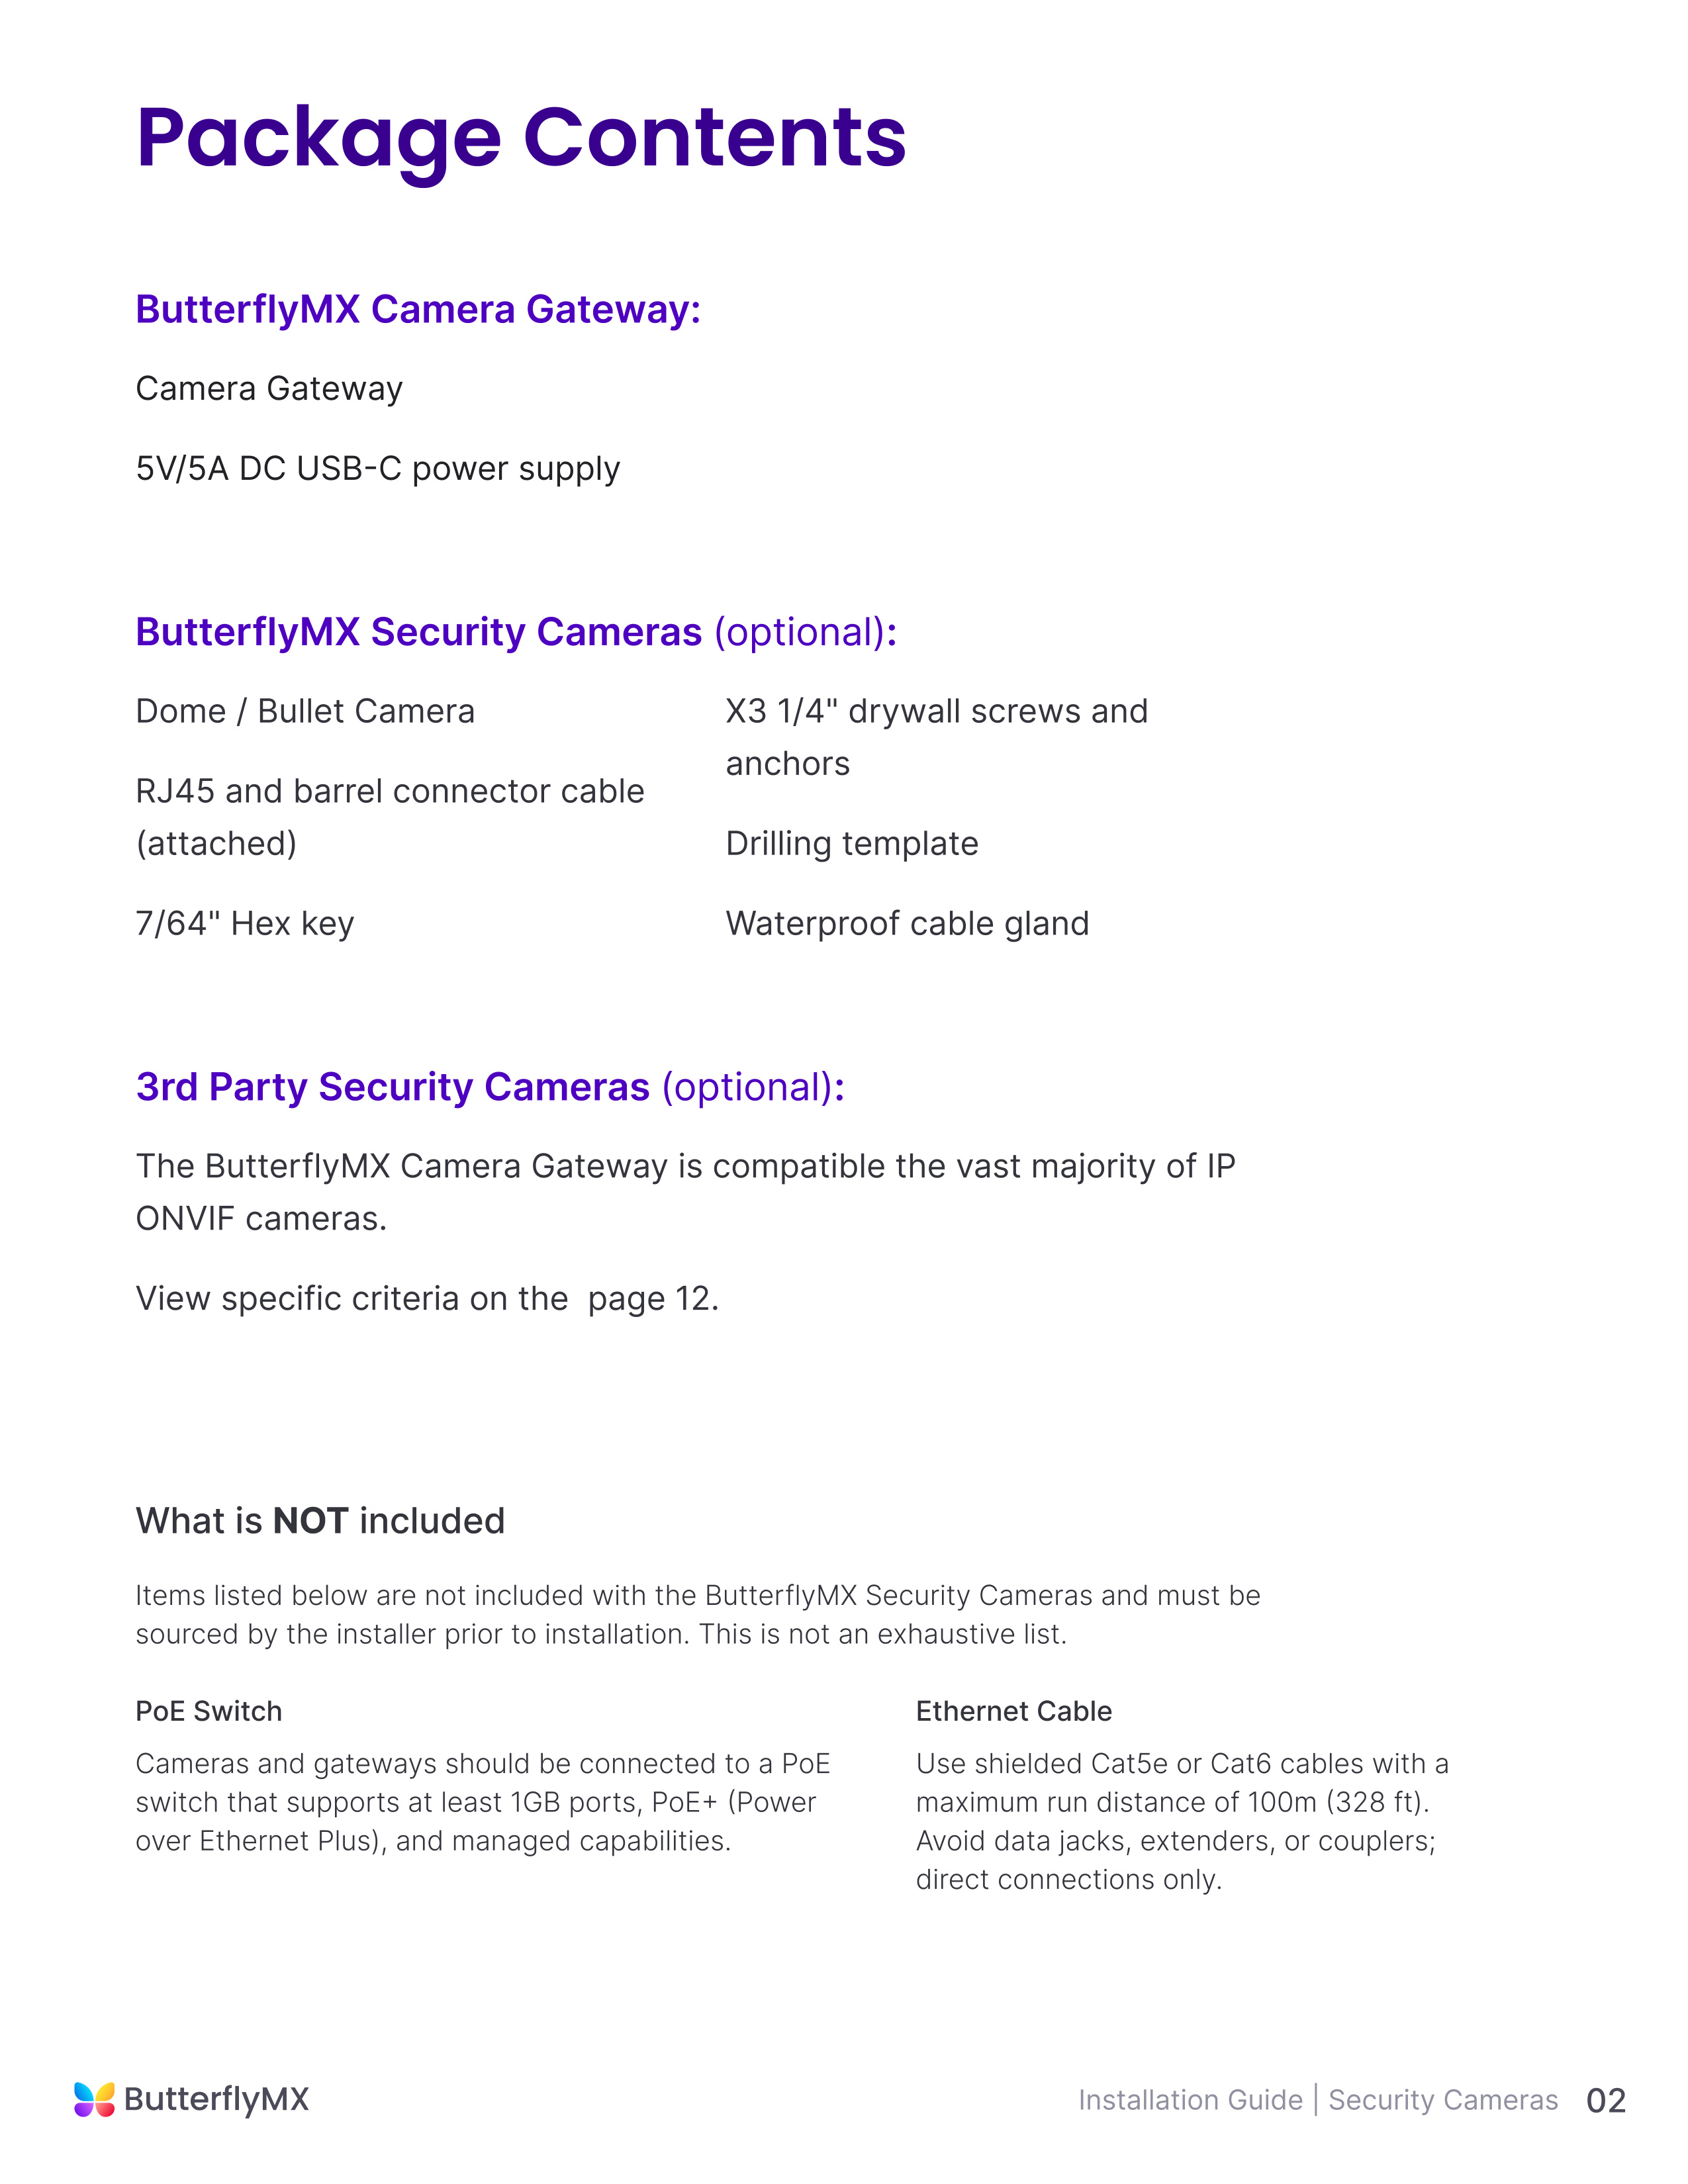 Package Contents
ButterflyMX Camera Gateway:
Camera Gateway
5V/5A DC USB-C power supply
ButterflyMX Security Cameras (optional):
Dome / Bullet Camera
RJ45 and barrel connector cable
(attached)
7/64" Hex key
X3 1/4" drywall screws and
anchors
Drilling template
Waterproof cable gland
3rd Party Security Cameras (optional):
The ButterflyMX Camera Gateway is compatible the vast majority of IP
ONVIF cameras.
View specific criteria on the  page 12.
What is NOT included
Items listed below are not included with the ButterflyMX Security Cameras and must be
sourced by the installer prior to installation. This is not an exhaustive list.
PoE Switch
Cameras and gateways should be connected to a PoE
switch that supports at least 1GB ports, PoE+ (Power
over Ethernet Plus), and managed capabilities.
Ethernet Cable
Use shielded Cat5e or Cat6 cables with a
maximum run distance of 100m (328 ft).
Avoid data jacks, extenders, or couplers;
direct connections only.
ButterflyMX
Installation Guide | Security Cameras 02